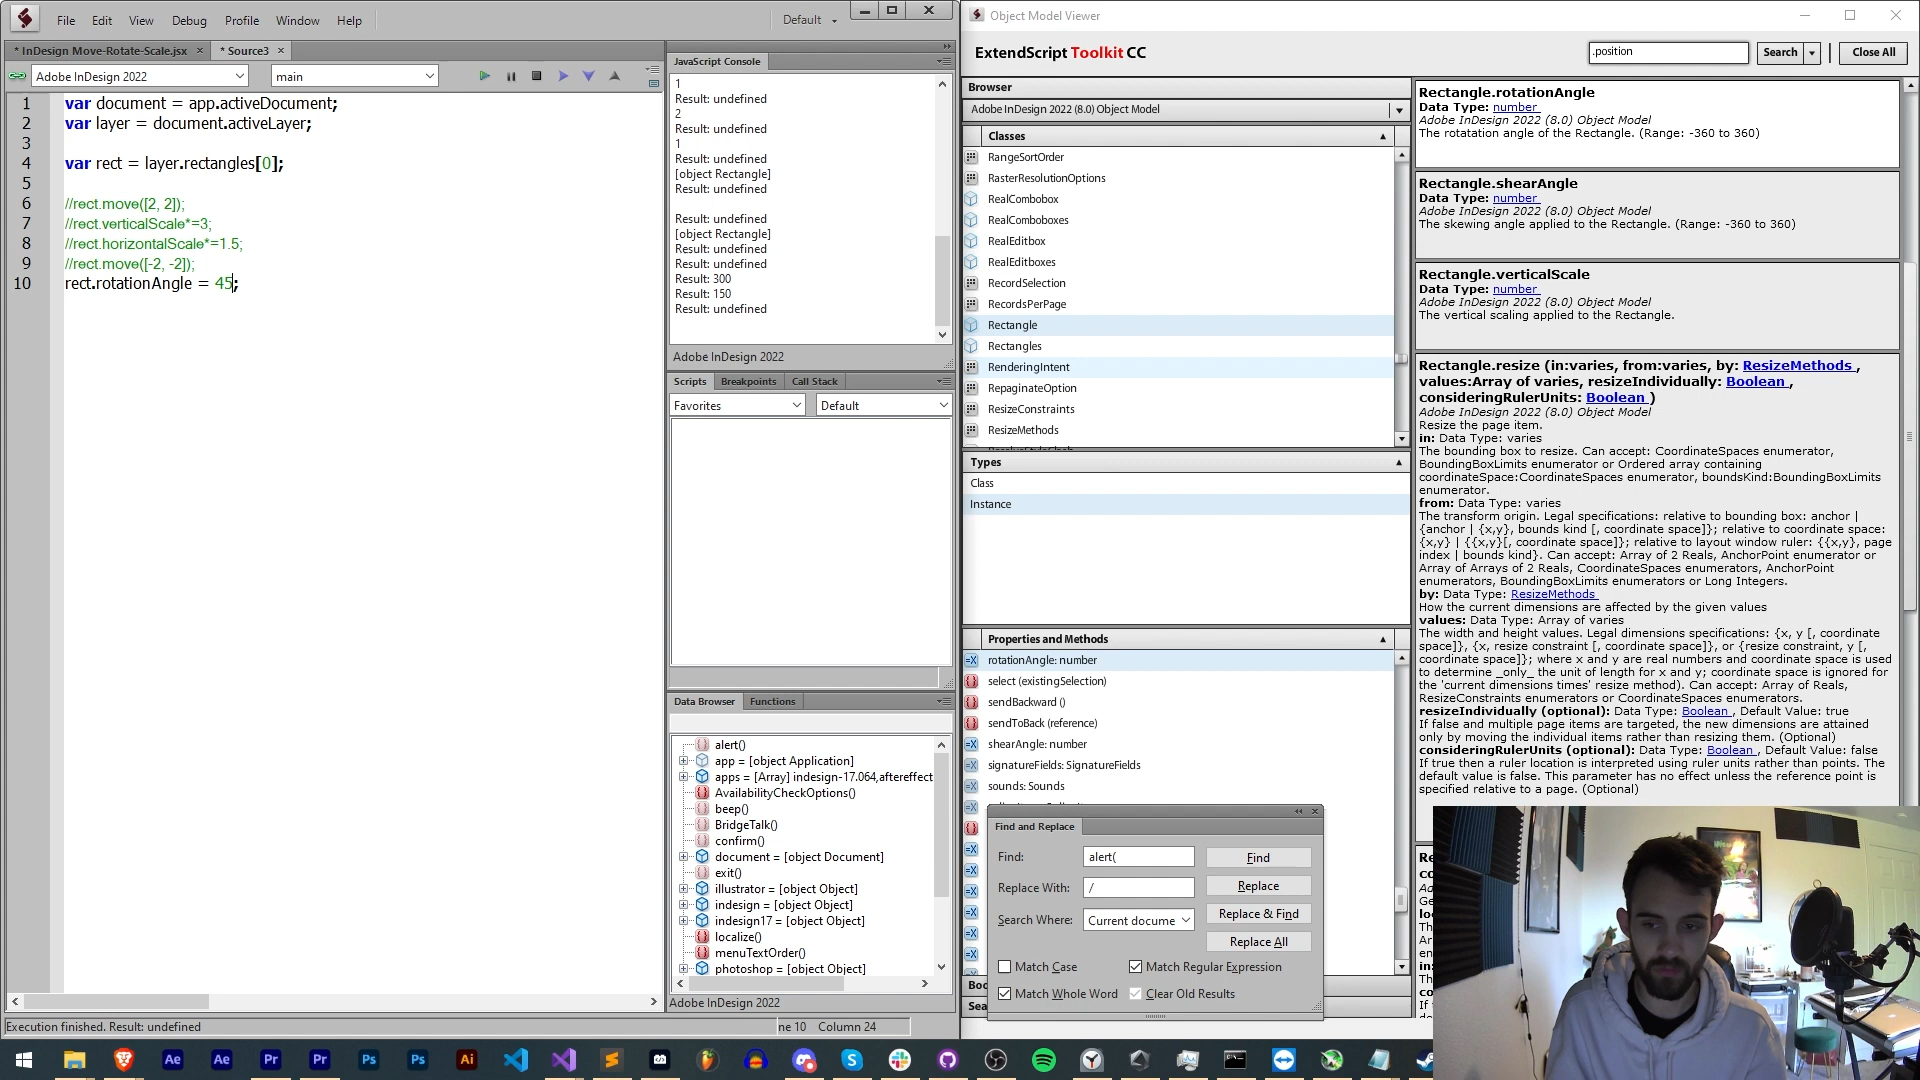 File Edit View Debug Profile Window Help
Default
* InDesign Move-Rotate-Scale.jsx ×
* Source3 ×
Adobe InDesign 2022
main
1 var document = app.activeDocument;
2 var layer = document.activeLayer;
3
4 var rect = layer.rectangles[0];
5
6 //rect.move([2, 2]);
7 //rect.verticalScale*=3;
8 //rect.horizontalScale*=1.5;
9 //rect.move([-2, -2]);
10 rect.rotationAngle = 45;
Execution finished. Result: undefined
ne 10 Column 24
JavaScript Console
1
Result: undefined
2
Result: undefined
1
Result: undefined
[object Rectangle]
Result: undefined
Result: undefined
[object Rectangle]
Result: undefined
Result: undefined
Result: 300
Result: 150
Result: undefined
Adobe InDesign 2022
Scripts Breakpoints Call Stack
Favorites
Default
Data Browser Functions
alert()
app = [object Application]
apps = [Array] indesign-17.064,aftereffect
AvailabilityCheckOptions()
beep()
BridgeTalk()
confirm()
document = [object Document]
exit()
illustrator = [object Object]
indesign = [object Object]
indesign17 = [object Object]
localize()
menuTextOrder()
photoshop = [object Object]
Adobe InDesign 2022
Object Model Viewer
ExtendScript Toolkit CC
.position
Search
Close All
Browser
Adobe InDesign 2022 (8.0) Object Model
Classes
RangeSortOrder
RasterResolutionOptions
RealCombobox
RealComboboxes
RealEditbox
RealEditboxes
RecordSelection
RecordsPerPage
Rectangle
Rectangles
RenderingIntent
RepaginateOption
ResizeConstraints
ResizeMethods
Types
Class
Instance
Properties and Methods
rotationAngle: number
select (existingSelection)
sendBackward ()
sendToBack (reference)
shearAngle: number
signatureFields: SignatureFields
sounds: Sounds
Boo
Sea
Find and Replace
Find: alert(
Find
Replace With: /
Replace
Search Where: Current docume
Replace & Find
Replace All
Match Case
Match Regular Expression
Match Whole Word
Clear Old Results
Rectangle.rotationAngle
Data Type: number
Adobe InDesign 2022 (8.0) Object Model
The rotatation angle of the Rectangle. (Range: -360 to 360)
Rectangle.shearAngle
Data Type: number
Adobe InDesign 2022 (8.0) Object Model
The skewing angle applied to the Rectangle. (Range: -360 to 360)
Rectangle.verticalScale
Data Type: number
Adobe InDesign 2022 (8.0) Object Model
The vertical scaling applied to the Rectangle.
Rectangle.resize (in:varies, from:varies, by: ResizeMethods ,
values:Array of varies, resizeIndividually: Boolean ,
consideringRulerUnits: Boolean )
Adobe InDesign 2022 (8.0) Object Model
Resize the page item.
in: Data Type: varies
The bounding box to resize. Can accept: CoordinateSpaces enumerator,
BoundingBoxLimits enumerator or Ordered array containing
coordinateSpace:CoordinateSpaces enumerator, boundsKind:BoundingBoxLimits
enumerator.
from: Data Type: varies
The transform origin. Legal specifications: relative to bounding box: anchor |
{anchor | {x,y}, bounds kind [, coordinate space]}; relative to coordinate space:
{x,y} | {{x,y}[, coordinate space]}; relative to layout window ruler: {{x,y}, page
index | bounds kind}. Can accept: Array of 2 Reals, AnchorPoint enumerator or
Array of Arrays of 2 Reals, CoordinateSpaces enumerators, AnchorPoint
enumerators, BoundingBoxLimits enumerators or Long Integers.
by: Data Type: ResizeMethods
How the current dimensions are affected by the given values
values: Data Type: Array of varies
The width and height values. Legal dimensions specifications: {x, y [, coordinate
space]}, {x, resize constraint [, coordinate space]}, or {resize constraint, y [,
coordinate space]}; where x and y are real numbers and coordinate space is used
to determine _only_ the unit of length for x and y; coordinate space is ignored for
the 'current dimensions times' resize method). Can accept: Array of Reals,
ResizeConstraints enumerators or CoordinateSpaces enumerators.
resizeIndividually (optional): Data Type: Boolean , Default Value: true
If false and multiple page items are targeted, the new dimensions are attained
only by moving the individual items rather than resizing them. (Optional)
consideringRulerUnits (optional): Data Type: Boolean , Default Value: false
If true then a ruler location is interpreted using ruler units rather than points. The
default value is false. This parameter has no effect unless the reference point is
specified relative to a page. (Optional)
Ae Ae Pr Pr Ps Ps Ai